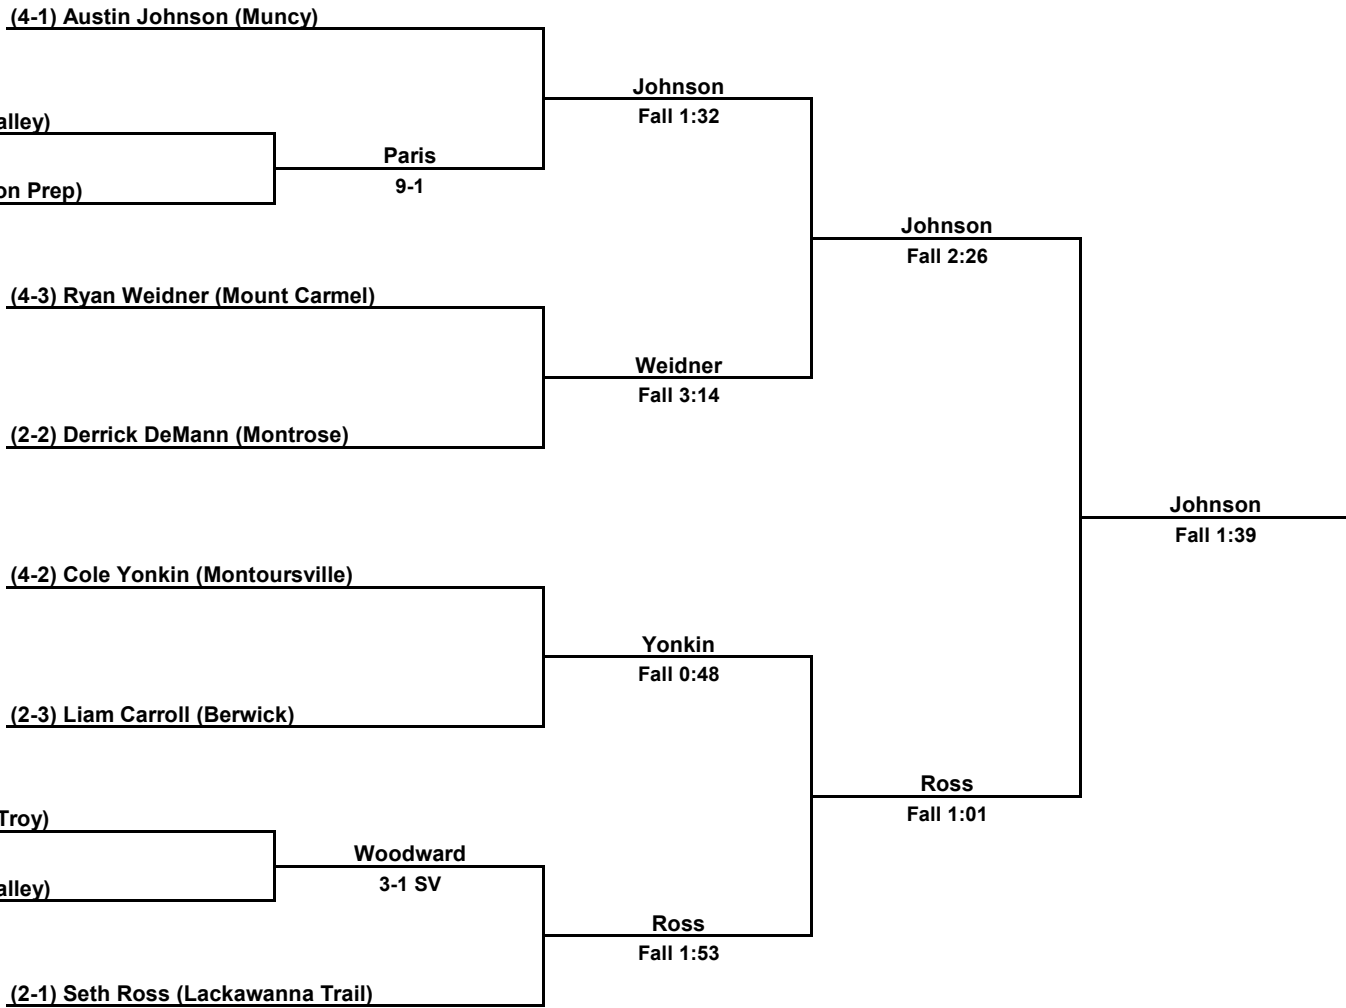 (4-1) Austin Johnson (Muncy)
Johnson
Fall 1:32
alley)
Paris
9-1
on Prep)
Johnson
Fall 2:26
(4-3) Ryan Weidner (Mount Carmel)
Weidner
Fall 3:14
(2-2) Derrick DeMann (Montrose)
Johnson
Fall 1:39
(4-2) Cole Yonkin (Montoursville)
Yonkin
Fall 0:48
(2-3) Liam Carroll (Berwick)
Ross
Fall 1:01
Troy)
Woodward
3-1 SV
alley)
Ross
Fall 1:53
(2-1) Seth Ross (Lackawanna Trail)